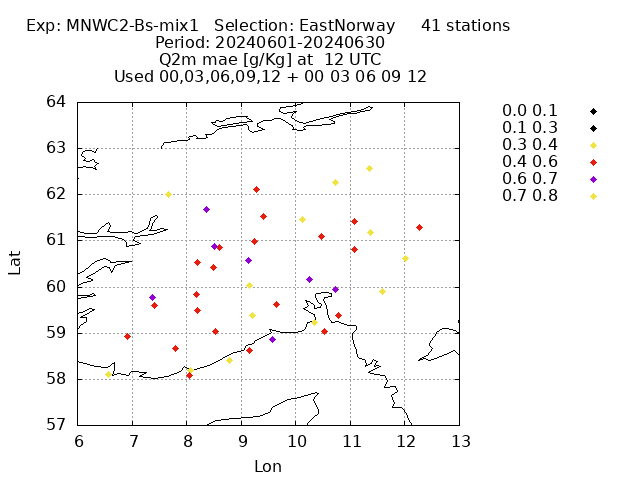 Exp: MNWC2-Bs-mix1   Selection: EastNorway     41 stations
Period: 20240601-20240630
Q2m mae [g/Kg] at  12 UTC
Used 00,03,06,09,12 + 00 03 06 09 12
0.0 0.1
0.1 0.3
0.3 0.4
0.4 0.6
0.6 0.7
0.7 0.8
64
63
62
61
60
59
58
57
Lat
6 7 8 9 10 11 12 13
Lon